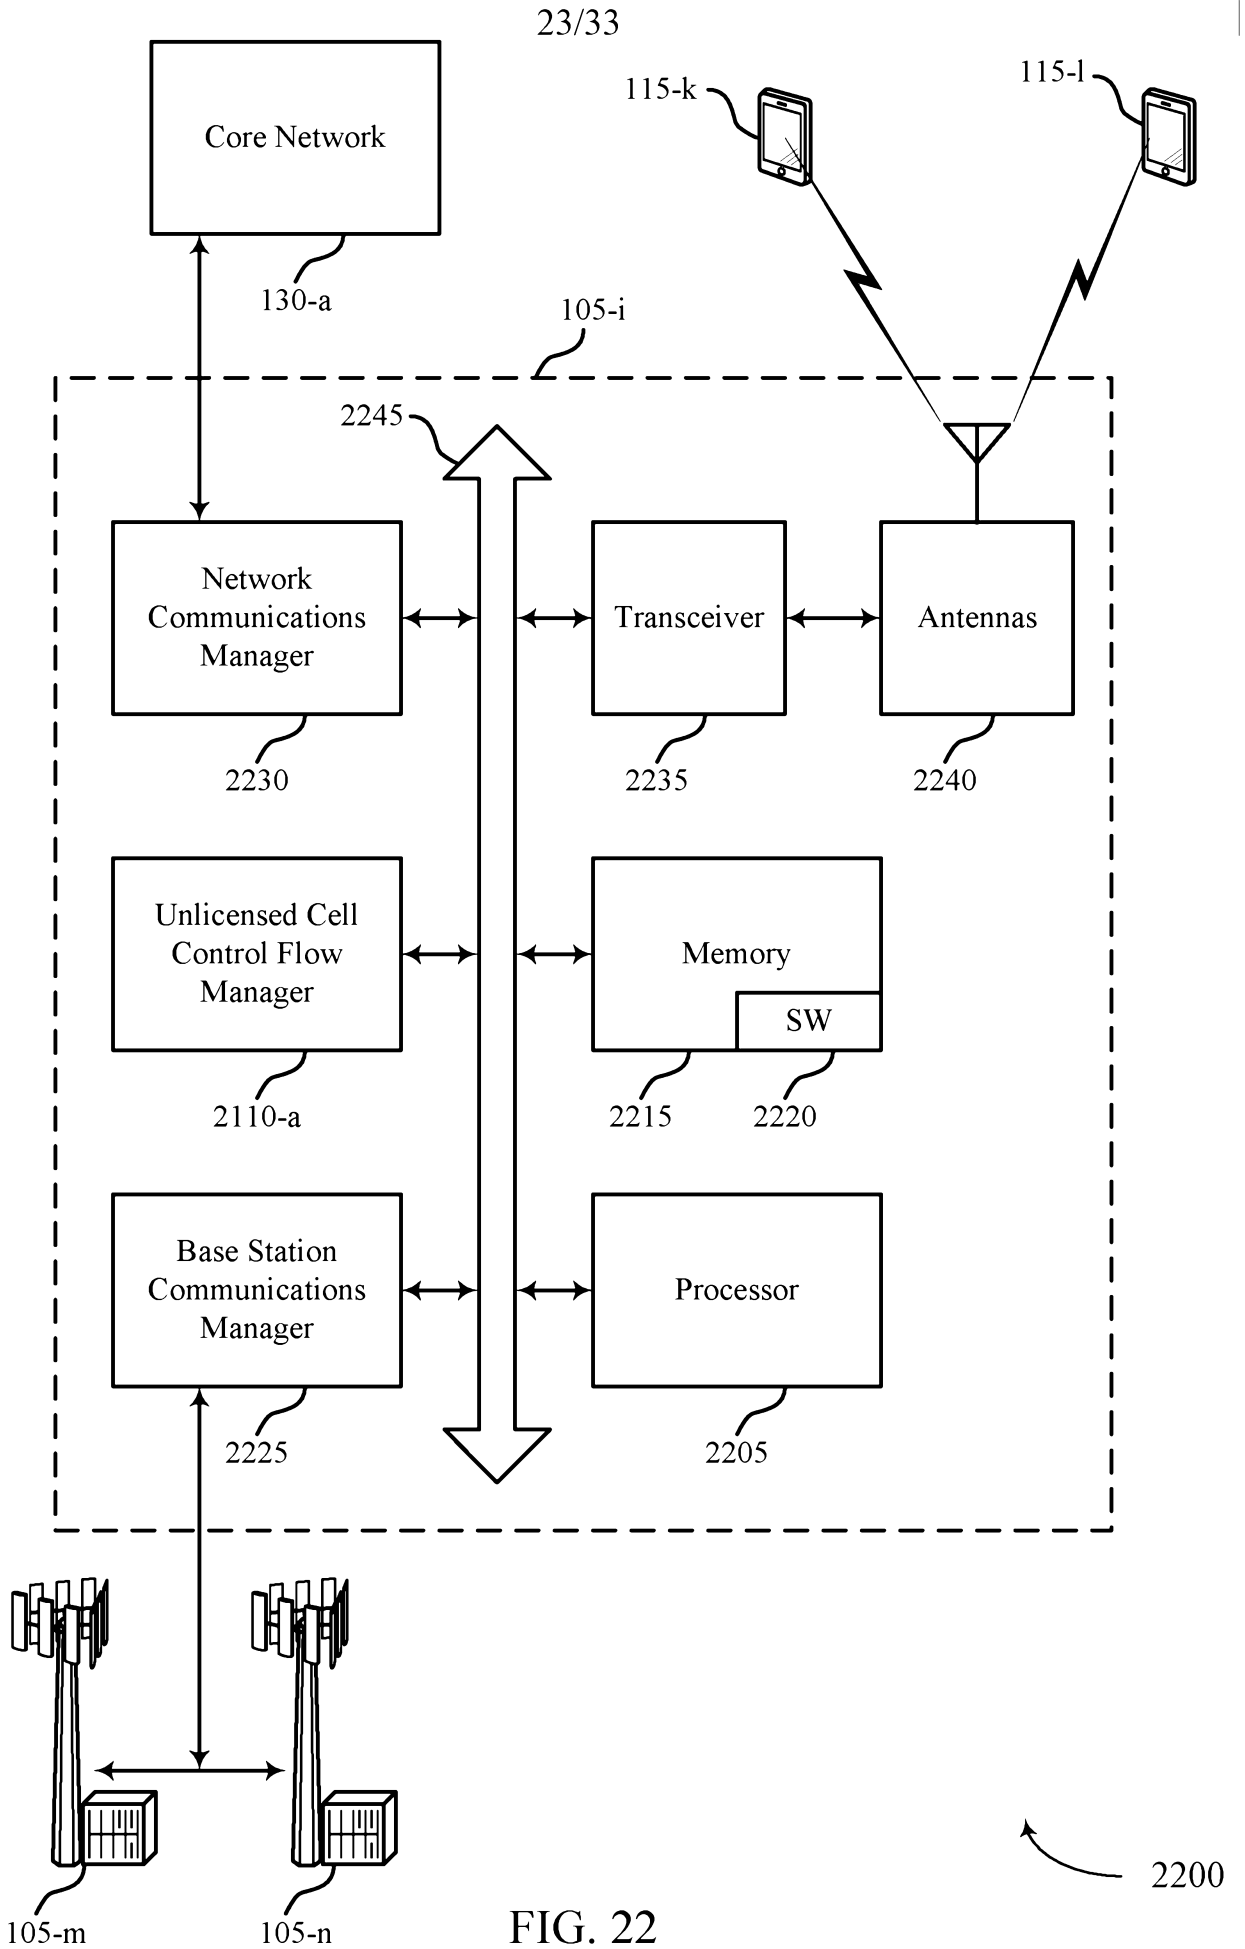 23/33
115-k
115-l
Core Network
130-a
105-i
2245
Network
Communications
Manager
2230
Transceiver
2235
Antennas
2240
Unlicensed Cell
Control Flow
Manager
2110-a
Memory
SW
2215
2220
Base Station
Communications
Manager
2225
Processor
2205
105-m
105-n
2200
FIG. 22